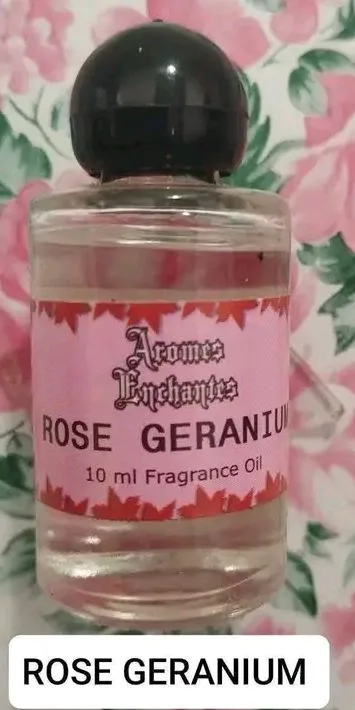 Aromes
Enchantes
ROSE GERANIUM
10 ml Fragrance Oil
ROSE GERANIUM